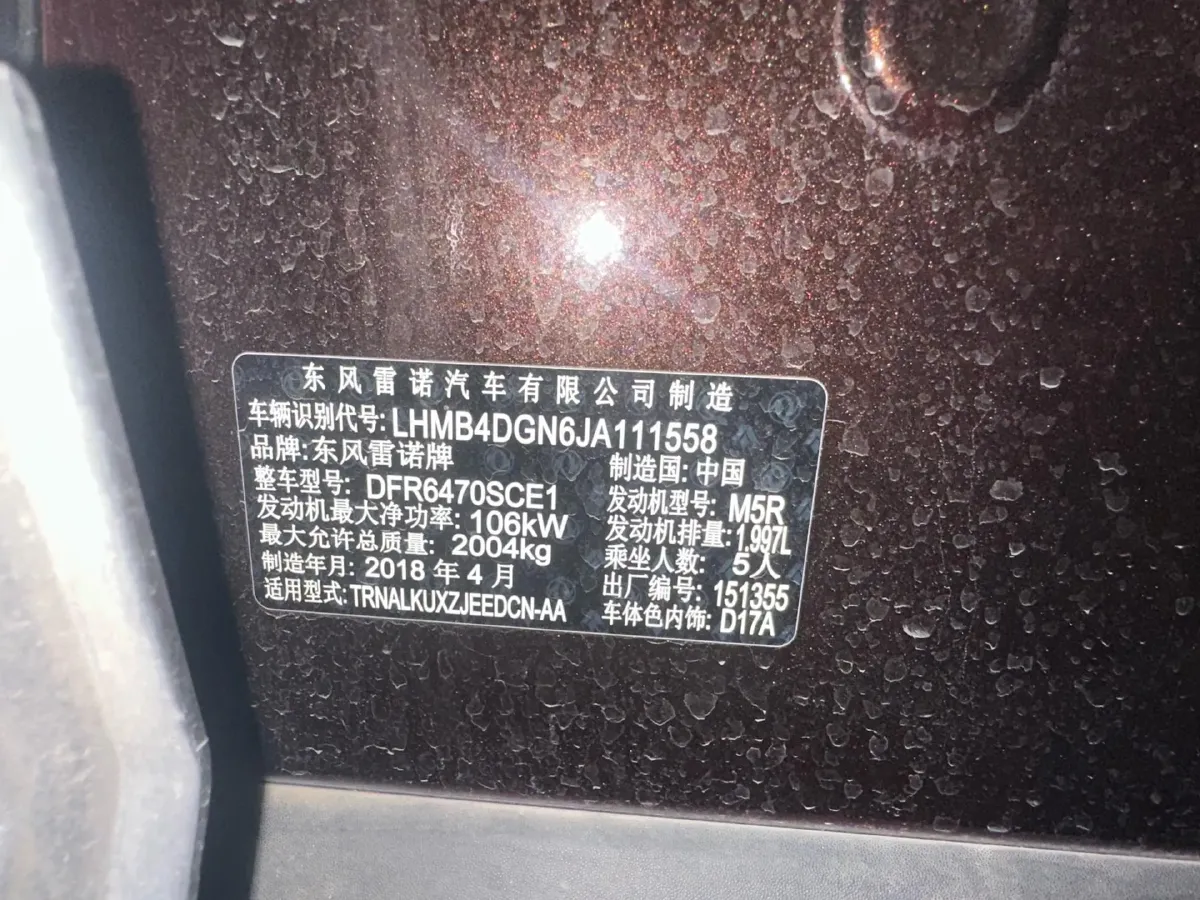 东风雷诺汽车有限公司制造
车辆识别代号: LHMB4DGN6JA111558
品牌: 东风雷诺牌 制造国: 中国
整车型号: DFR6470SCE1 发动机型号: M5R
发动机最大净功率: 106kW 发动机排量: 1.997L
最大允许总质量: 2004kg 乘坐人数: 5人
制造年月: 2018 年 4 月 出厂编号: 151355
适用型式: TRNALKUXZJEEDCN-AA 车体色内饰: D17A